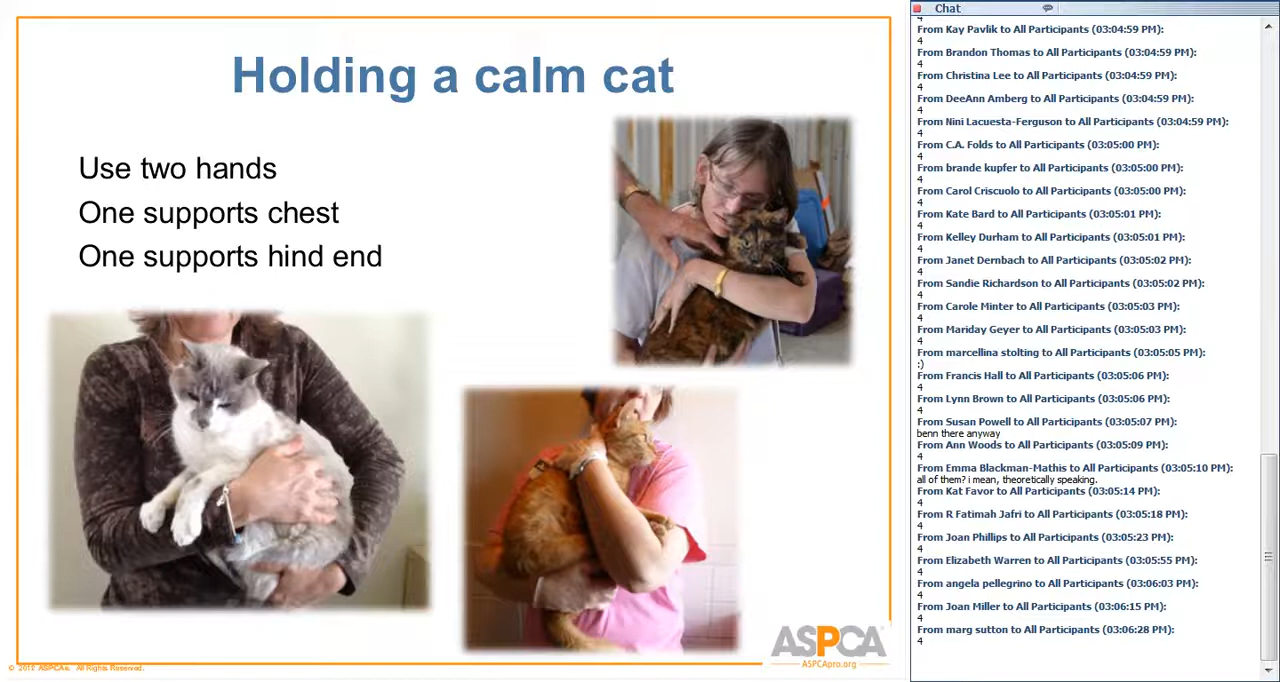 Holding a calm cat
Use two hands
One supports chest
One supports hind end
ASPCA
ASPCApro.org
© 2012 ASPCA®. All Rights Reserved.
Chat
4
From Kay Pavlik to All Participants (03:04:59 PM):
4
From Brandon Thomas to All Participants (03:04:59 PM):
4
From Christina Lee to All Participants (03:04:59 PM):
4
From DeeAnn Amberg to All Participants (03:04:59 PM):
4
From Nini Lacuesta-Ferguson to All Participants (03:04:59 PM):
4
From C.A. Folds to All Participants (03:05:00 PM):
4
From brande kupfer to All Participants (03:05:00 PM):
4
From Carol Criscuolo to All Participants (03:05:00 PM):
4
From Kate Bard to All Participants (03:05:01 PM):
4
From Kelley Durham to All Participants (03:05:01 PM):
4
From Janet Dernbach to All Participants (03:05:02 PM):
4
From Sandie Richardson to All Participants (03:05:02 PM):
4
From Carole Minter to All Participants (03:05:03 PM):
4
From Mariday Geyer to All Participants (03:05:03 PM):
4
From marcellina stolting to All Participants (03:05:05 PM):
:)
From Francis Hall to All Participants (03:05:06 PM):
4
From Lynn Brown to All Participants (03:05:06 PM):
4
From Susan Powell to All Participants (03:05:07 PM):
benn there anyway
From Ann Woods to All Participants (03:05:09 PM):
4
From Emma Blackman-Mathis to All Participants (03:05:10 PM):
all of them? i mean, theoretically speaking.
From Kat Favor to All Participants (03:05:14 PM):
4
From R Fatimah Jafri to All Participants (03:05:18 PM):
4
From Joan Phillips to All Participants (03:05:23 PM):
4
From Elizabeth Warren to All Participants (03:05:55 PM):
4
From angela pellegrino to All Participants (03:06:03 PM):
4
From Joan Miller to All Participants (03:06:15 PM):
4
From marg sutton to All Participants (03:06:28 PM):
4